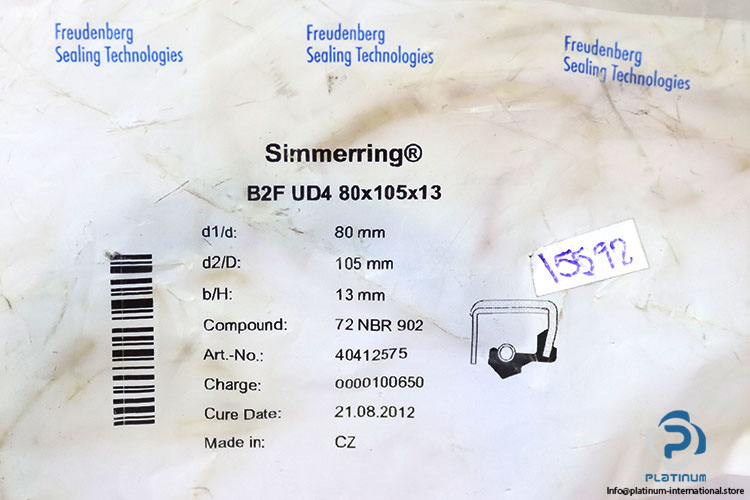 Freudenberg
Sealing Technologies
Freudenberg
Sealing Technologies
Freudenberg
Sealing Technologies
Simmerring®
B2F UD4 80x105x13
d1/d: 80 mm
d2/D: 105 mm
b/H: 13 mm
Compound: 72 NBR 902
Art.-No.: 40412575
Charge: 0000100650
Cure Date: 21.08.2012
Made in: CZ
15592
PLATINUM
Info@platinum-international.store